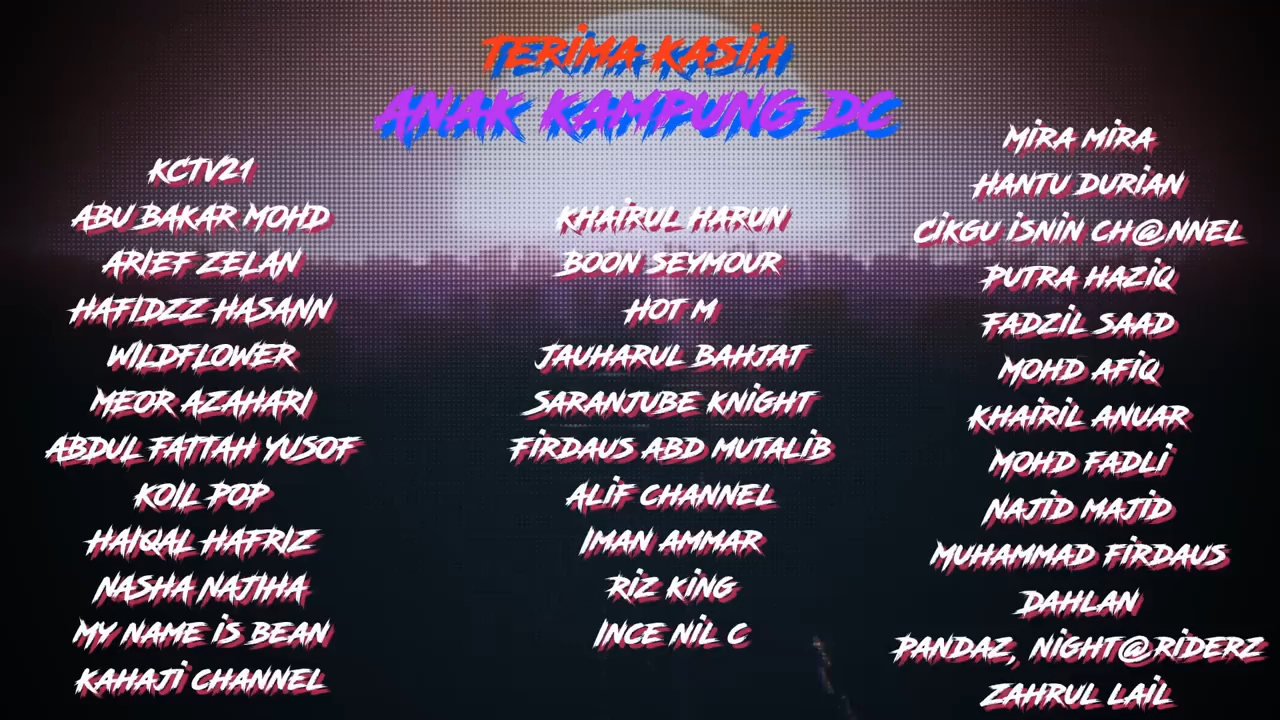 TERiMA KASiH
ANAK KAMPUNG DC
KCTV21
ABU BAKAR MOHD
ARIEF ZELAN
HAFIDZZ HASANN
WILDFLOWER
MEOR AZAHARI
ABDUL FATTAH YUSOF
KOIL POP
HAIQAL HAFRIZ
NASHA NAJIHA
MY NAME iS BEAN
KAHAJi CHANNEL
KHAiRUL HARUN
BOON SEYMOUR
HOT M
JAUHARUL BAHJAT
SARANJUBE KNIGHT
FiRDAUS ABD MUTALiB
ALiF CHANNEL
IMAN AMMAR
RiZ KiNG
INCE NiL C
MiRA MiRA
HANTU DURiAN
CiKGU iSNiN CH@NNEL
PUTRA HAZiQ
FADZiL SAAD
MOHD AFiQ
KHAiRiL ANUAR
MOHD FADLi
NAJiD MAJiD
MUHAMMAD FiRDAUS
DAHLAN
PANDAZ, NiGHT@RiDERZ
ZAHRUL LAiL